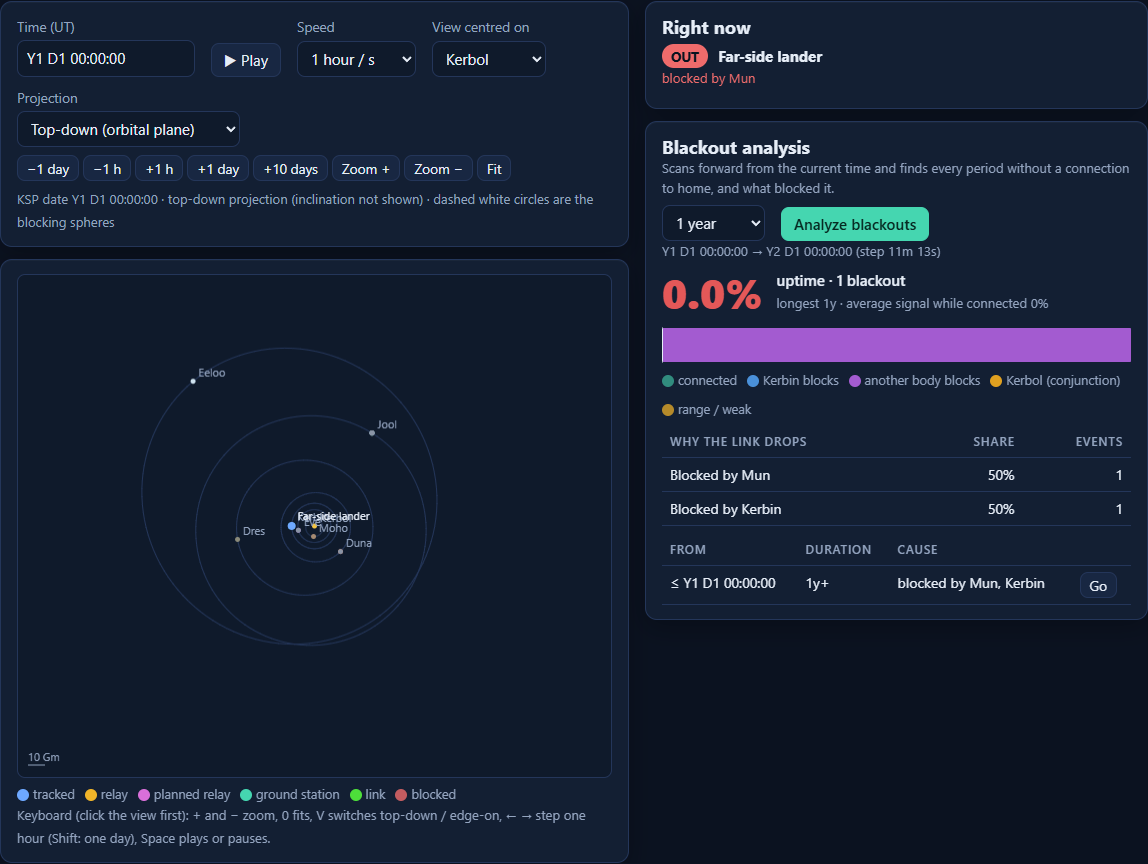 Time (UT)
Speed
View centred on
Y1 D1 00:00:00
▶ Play
1 hour / s
Kerbol
Projection
Top-down (orbital plane)
−1 day
−1 h
+1 h
+1 day
+10 days
Zoom +
Zoom −
Fit
KSP date Y1 D1 00:00:00 · top-down projection (inclination not shown) · dashed white circles are the
blocking spheres
Eeloo
Jool
Far-side lander
Moho
Dres
Duna
10 Gm
tracked
relay
planned relay
ground station
link
blocked
Keyboard (click the view first): + and − zoom, 0 fits, V switches top-down / edge-on, ← → step one
hour (Shift: one day), Space plays or pauses.
Right now
OUT Far-side lander
blocked by Mun
Blackout analysis
Scans forward from the current time and finds every period without a connection
to home, and what blocked it.
1 year
Analyze blackouts
Y1 D1 00:00:00 → Y2 D1 00:00:00 (step 11m 13s)
0.0%
uptime · 1 blackout
longest 1y · average signal while connected 0%
connected
Kerbin blocks
another body blocks
Kerbol (conjunction)
range / weak
WHY THE LINK DROPS SHARE EVENTS
Blocked by Mun 50% 1
Blocked by Kerbin 50% 1
FROM DURATION CAUSE
≤ Y1 D1 00:00:00 1y+ blocked by Mun, Kerbin Go